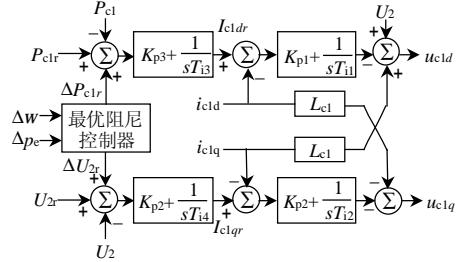 P_c1
P_c1r
K_p3+ 1/sT_i3
I_c1dr
K_p1+ 1/sT_i1
U_2
u_c1d
ΔP_c1r
i_c1d
L_c1
Δw
Δp_e
最优阻尼
控制器
i_c1q
L_c1
ΔU_2r
U_2r
K_p2+ 1/sT_i4
I_c1qr
K_p2+ 1/sT_i2
u_c1q
U_2